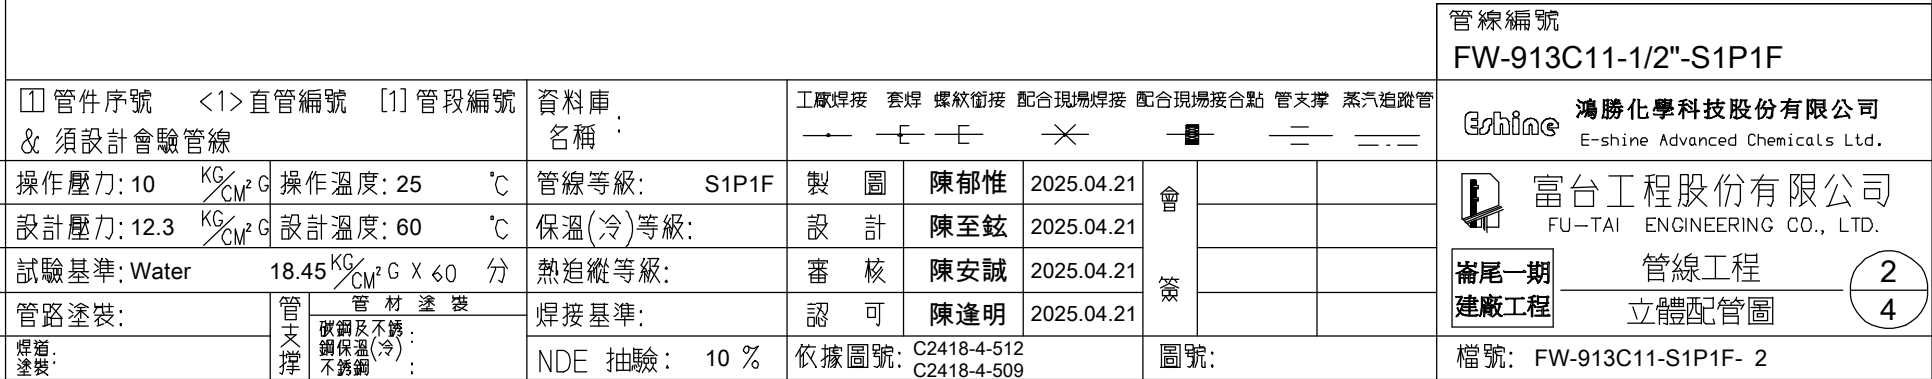 管線編號
FW-913C11-1/2"-S1P1F
1 管件序號 <1>直管編號 [1]管段編號
& 須設計會驗管線
資料庫
名稱 :
工廠焊接 套焊 螺紋銜接 配合現場焊接 配合現場接合點 管支撐 蒸汽追蹤管
Eshine 鴻勝化學科技股份有限公司
E-shine Advanced Chemicals Ltd.
操作壓力: 10 KG/CM² G 操作溫度: 25 °C 管線等級: S1P1F 製 圖 陳郁惟 2025.04.21
設計壓力: 12.3 KG/CM² G 設計溫度: 60 °C 保溫(冷)等級: 設 計 陳至鉉 2025.04.21
試驗基準: Water 18.45 KG/CM² G X 60 分 熱追縱等級: 審 核 陳安誠 2025.04.21
管路塗裝: 管支撐 管 材 塗 裝 焊接基準: 認 可 陳逢明 2025.04.21
會
簽
富台工程股份有限公司
FU-TAI ENGINEERING CO., LTD.
崙尾一期
建廠工程
管線工程
立體配管圖
2
4
焊道:
塗裝:
碳鋼及不銹 :
鋼保溫(冷)
不銹鋼 :
NDE 抽驗: 10 %
依據圖號: C2418-4-512
C2418-4-509
圖號:
檔號: FW-913C11-S1P1F- 2